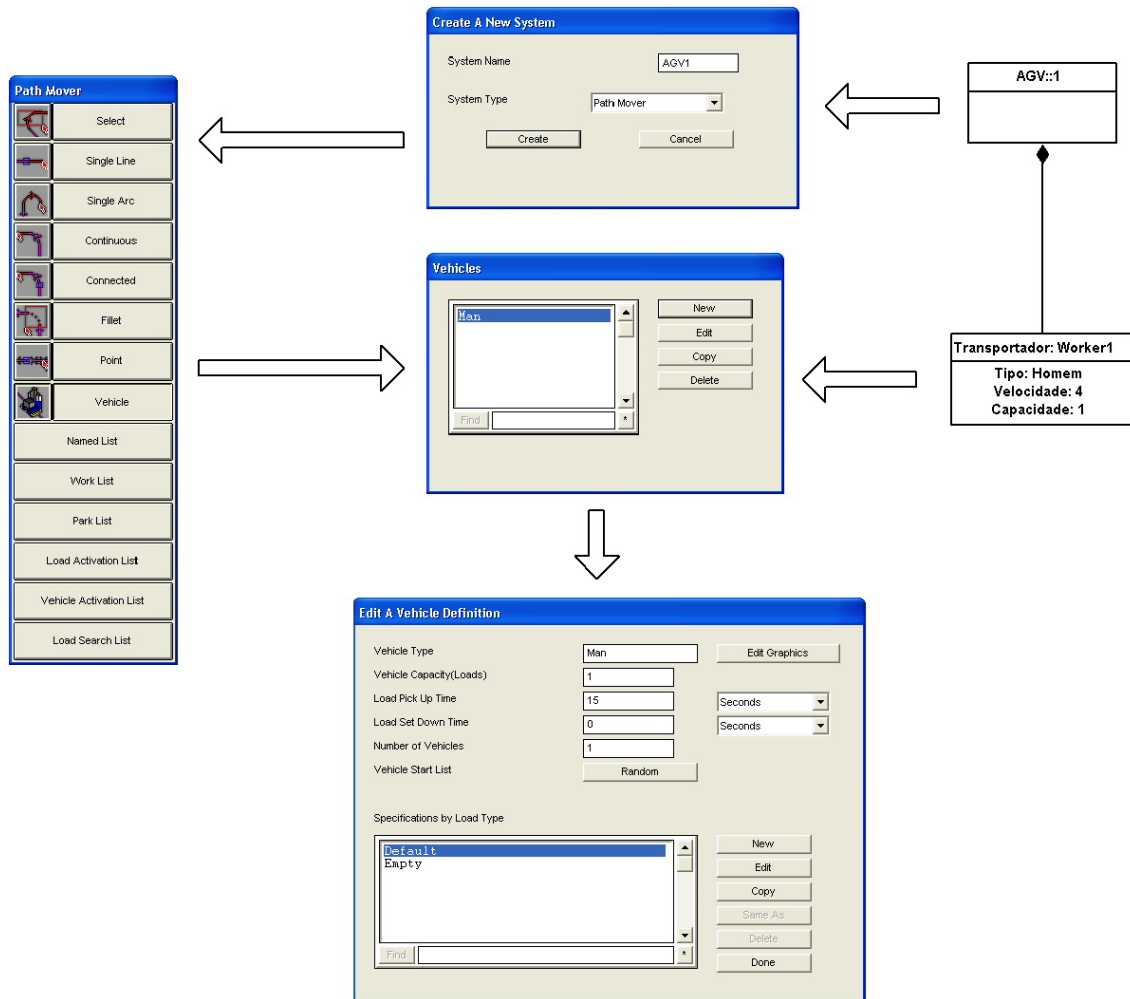 Create A New System
System Name
AGV1
System Type
Path Mover
Create
Cancel
AGV::1
Path Mover
Select
Single Line
Single Arc
Continuous
Connected
Fillet
Point
Vehicle
Named List
Work List
Park List
Load Activation List
Vehicle Activation List
Load Search List
Vehicles
Man
New
Edit
Copy
Delete
Find
*
Transportador: Worker1
Tipo: Homem
Velocidade: 4
Capacidade: 1
Edit A Vehicle Definition
Vehicle Type
Man
Edit Graphics
Vehicle Capacity(Loads)
1
Load Pick Up Time
15
Seconds
Load Set Down Time
0
Seconds
Number of Vehicles
1
Vehicle Start List
Random
Specifications by Load Type
Default
Empty
New
Edit
Copy
Same As
Delete
Done
Find
*